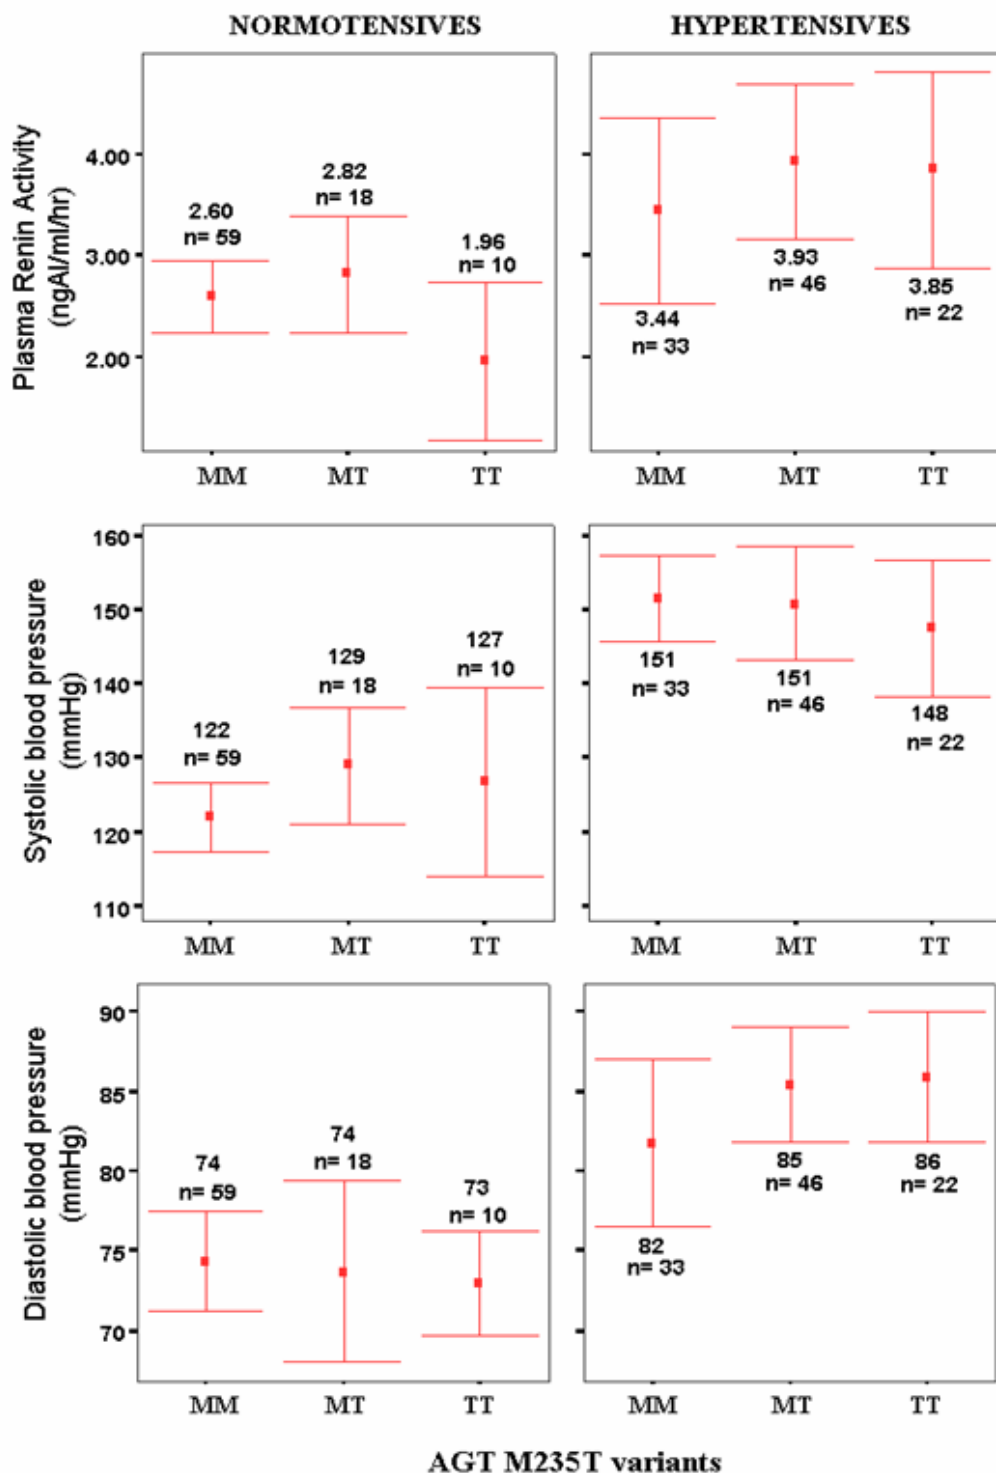 NORMOTENSIVES
HYPERTENSIVES
Plasma Renin Activity
(ngAI/ml/hr)
4.00
3.00
2.00
2.60
n= 59
2.82
n= 18
1.96
n= 10
3.44
n= 33
3.93
n= 46
3.85
n= 22
MM
MT
TT
MM
MT
TT
Systolic blood pressure
(mmHg)
160
150
140
130
120
110
122
n= 59
129
n= 18
127
n= 10
151
n= 33
151
n= 46
148
n= 22
MM
MT
TT
MM
MT
TT
Diastolic blood pressure
(mmHg)
90
85
80
75
70
74
n= 59
74
n= 18
73
n= 10
82
n= 33
85
n= 46
86
n= 22
MM
MT
TT
MM
MT
TT
AGT M235T variants